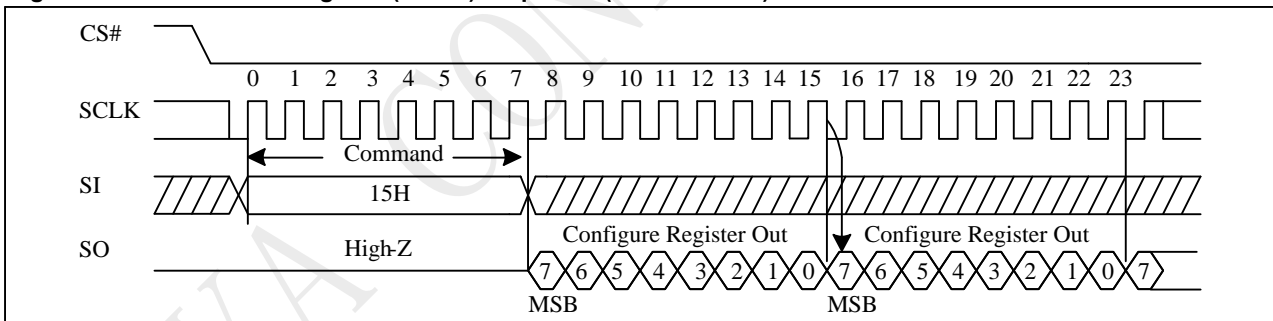 CS#
0 1 2 3 4 5 6 7 8 9 10 11 12 13 14 15 16 17 18 19 20 21 22 23
SCLK
Command
SI
15H
SO
High-Z
Configure Register Out
Configure Register Out
7 6 5 4 3 2 1 0 7 6 5 4 3 2 1 0 7
MSB
MSB